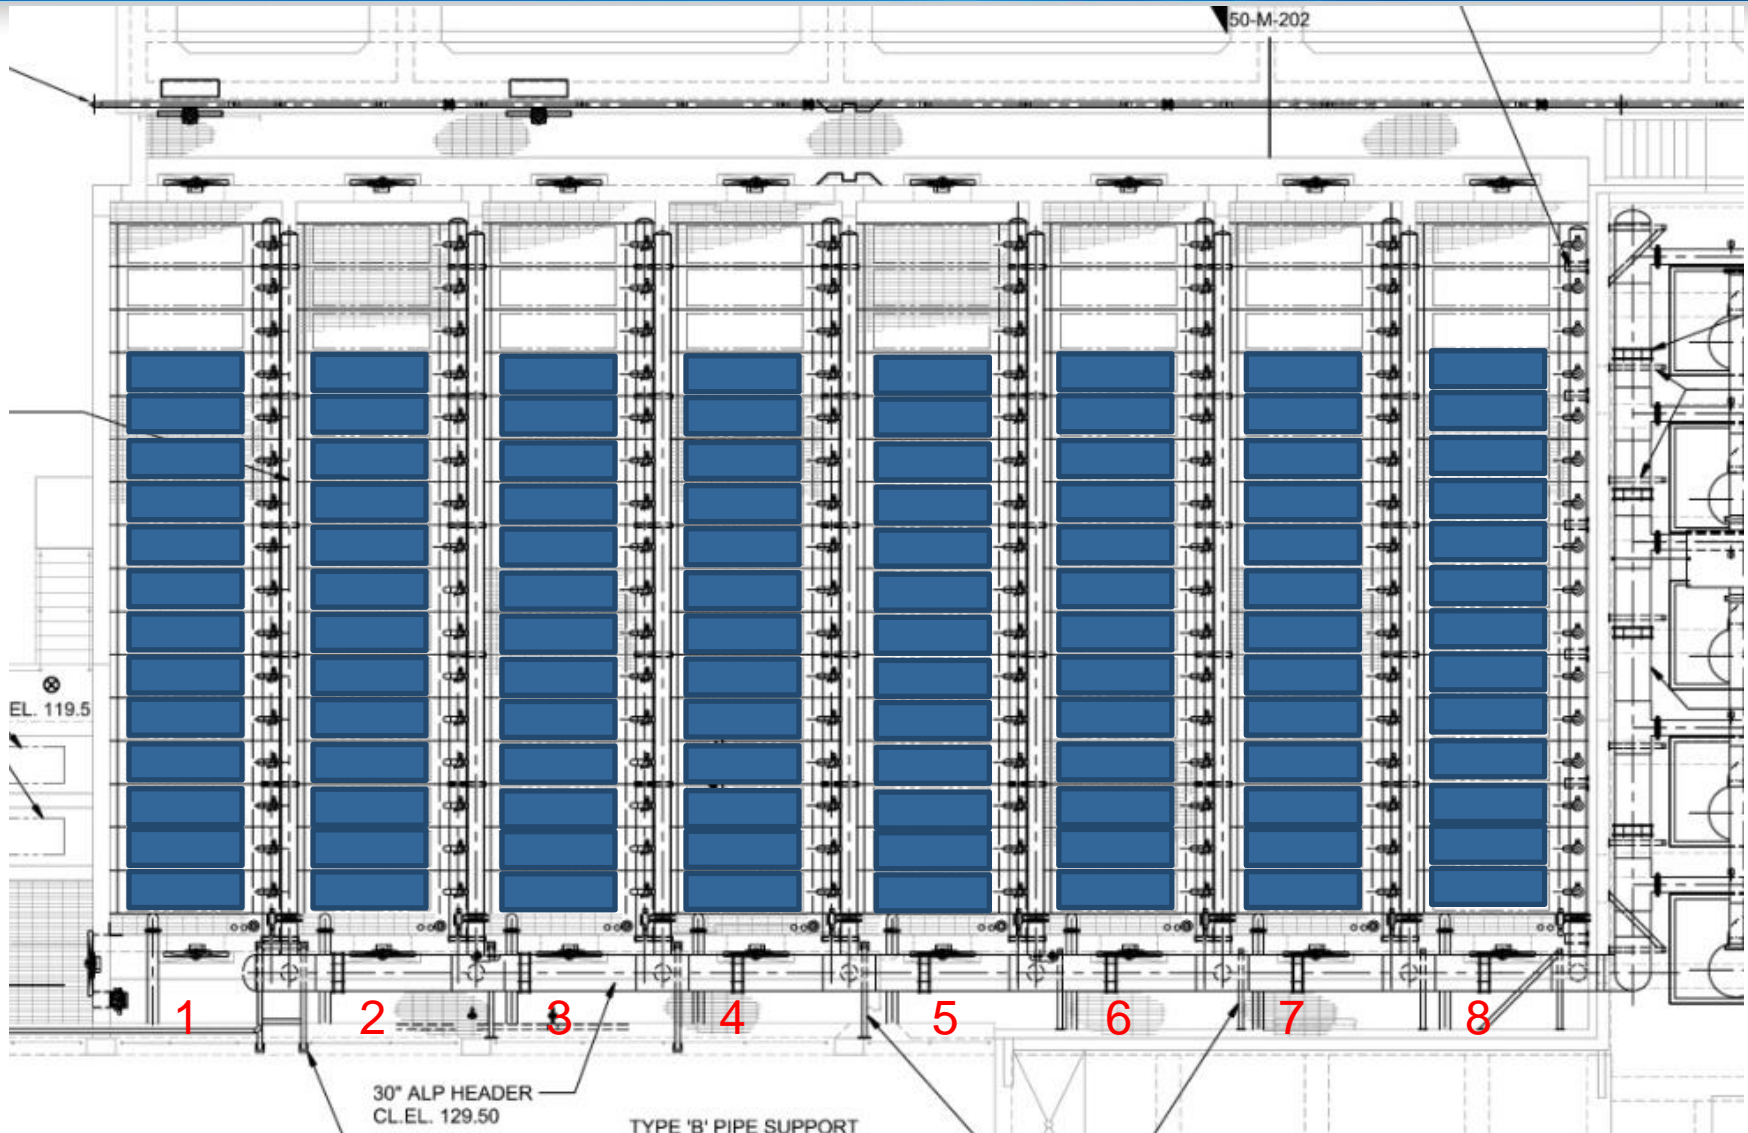 50-M-202
EL. 119.5
1
2
3
4
5
6
7
8
30" ALP HEADER
CL.EL. 129.50
TYPE 'B' PIPE SUPPORT